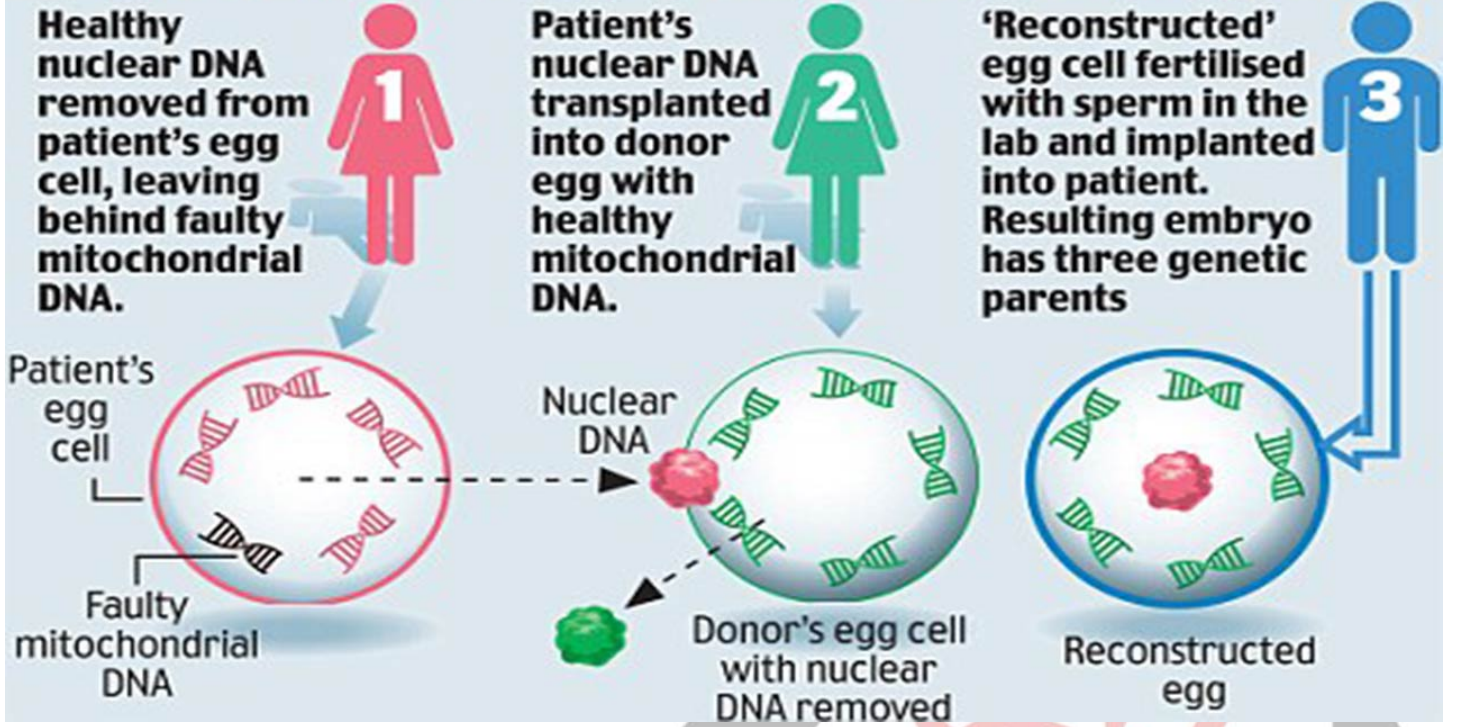 Healthy
nuclear DNA
removed from
patient's egg
cell, leaving
behind faulty
mitochondrial
DNA.
1
Patient's
nuclear DNA
transplanted
into donor
egg with
healthy
mitochondrial
DNA.
2
‘Reconstructed’
egg cell fertilised
with sperm in the
lab and implanted
into patient.
Resulting embryo
has three genetic
parents
3
Patient's
egg
cell
Faulty
mitochondrial
DNA
Nuclear
DNA
Donor's egg cell
with nuclear
DNA removed
Reconstructed
egg